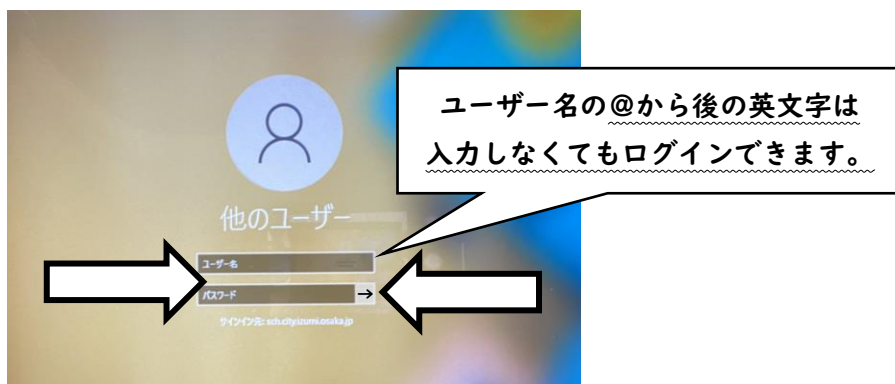 ユーザー名の@から後の英文字は
入力しなくてもログインできます。
他のユーザー
ユーザー名
パスワード
サインイン先: sch.city.izumi.osaka.jp